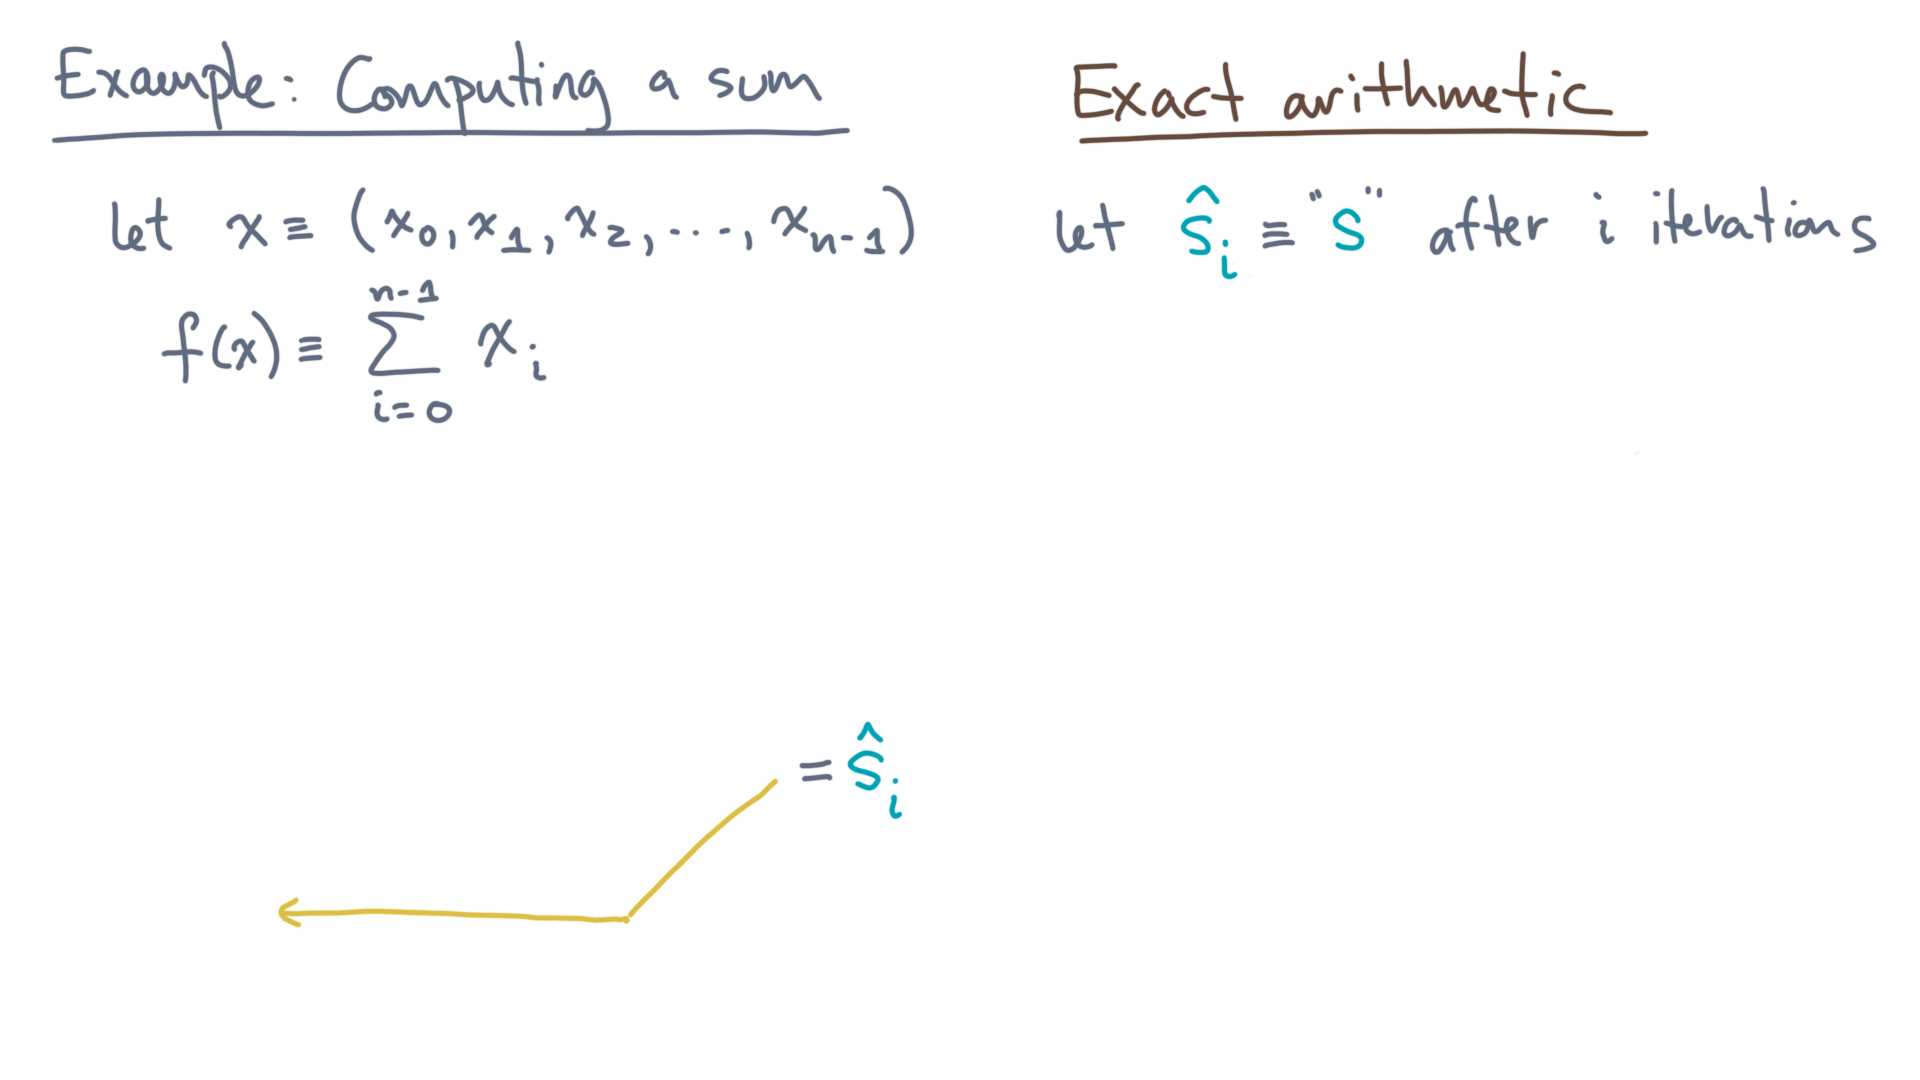 Example: Computing a sum
let x ≡ (x₀, x₁, x₂, ..., xₙ₋₁)
n-1
f(x) ≡ Σ xᵢ
i=0
= ŝᵢ
Exact arithmetic
let ŝᵢ ≡ "s" after i iterations